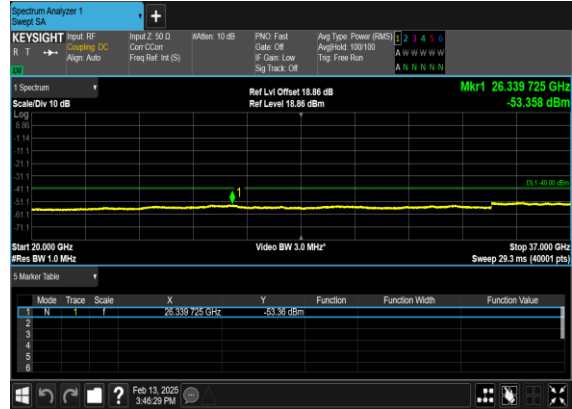 Spectrum Analyzer 1
Swept SA
+
KEYSIGHT Input: RF Input Z: 50 Ω #Atten: 10 dB PNO: Fast Avg Type: Power (RMS) 1 2 3 4 5 6
R T Coupling: DC Corr CCorr Gate: Off Avg|Hold: 100/100 A W W W W W
Align: Auto Freq Ref: Int (S) IF Gain: Low Trig: Free Run
Sig Track: Off A N N N N N
1 Spectrum Ref Lvl Offset 18.86 dB Mkr1 26.339 725 GHz
Scale/Div 10 dB Ref Level 18.86 dBm -53.358 dBm
Log
8.86
-1.14
-11.1
-21.1
-31.1
DL1 -40.00 dBm
-41.1
1
-51.1
-61.1
-71.1
Start 20.000 GHz Video BW 3.0 MHz* Stop 37.000 GHz
#Res BW 1.0 MHz Sweep 29.3 ms (40001 pts)
5 Marker Table
Mode Trace Scale X Y Function Function Width Function Value
1 N 1 f 26.339 725 GHz -53.36 dBm
2
3
4
5
6
? Feb 13, 2025
3:46:29 PM